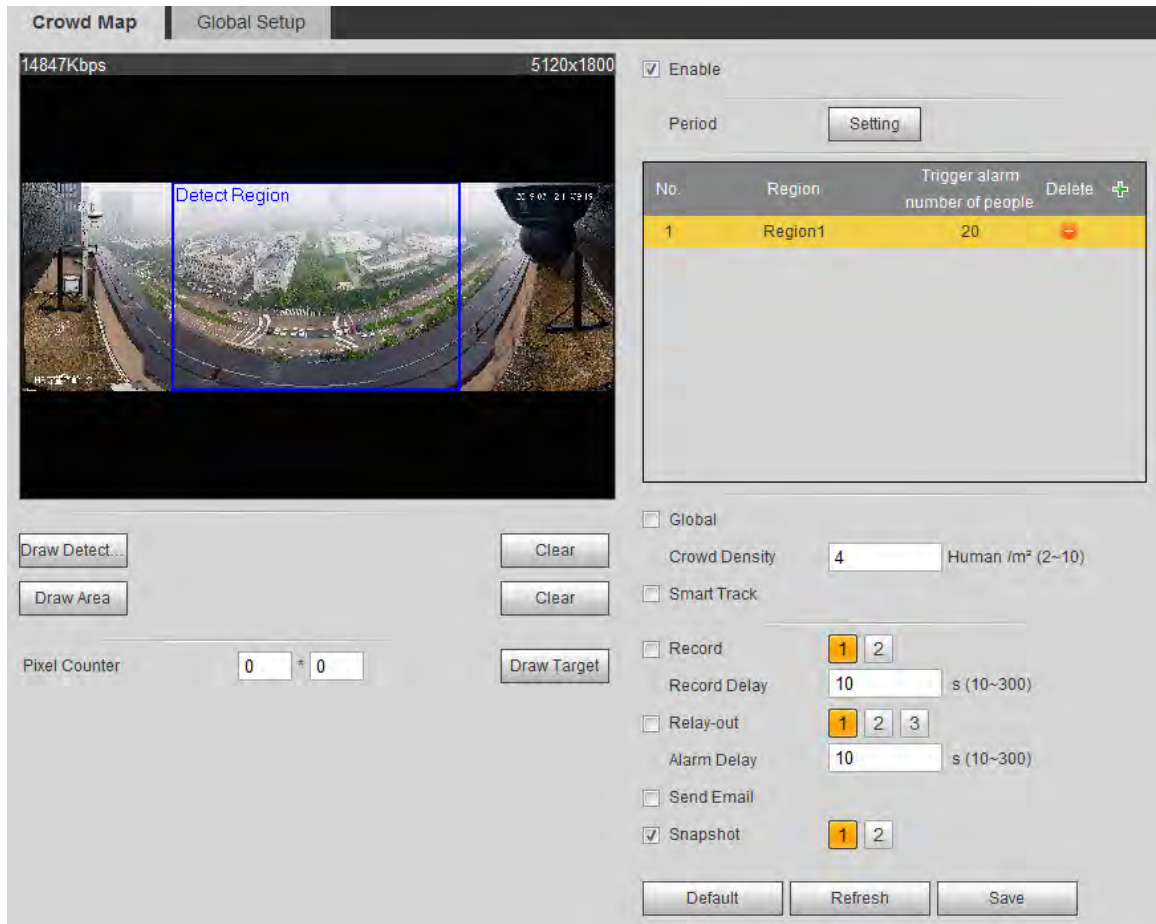 Crowd Map Global Setup
14847Kbps 5120x1800
Detect Region
Draw Detect... Clear
Draw Area Clear
Pixel Counter 0 * 0 Draw Target
Enable
Period Setting
No. Region Trigger alarm number of people Delete
1 Region1 20
Global
Crowd Density 4 Human /m² (2~10)
Smart Track
Record 1 2
Record Delay 10 s (10~300)
Relay-out 1 2 3
Alarm Delay 10 s (10~300)
Send Email
Snapshot 1 2
Default Refresh Save